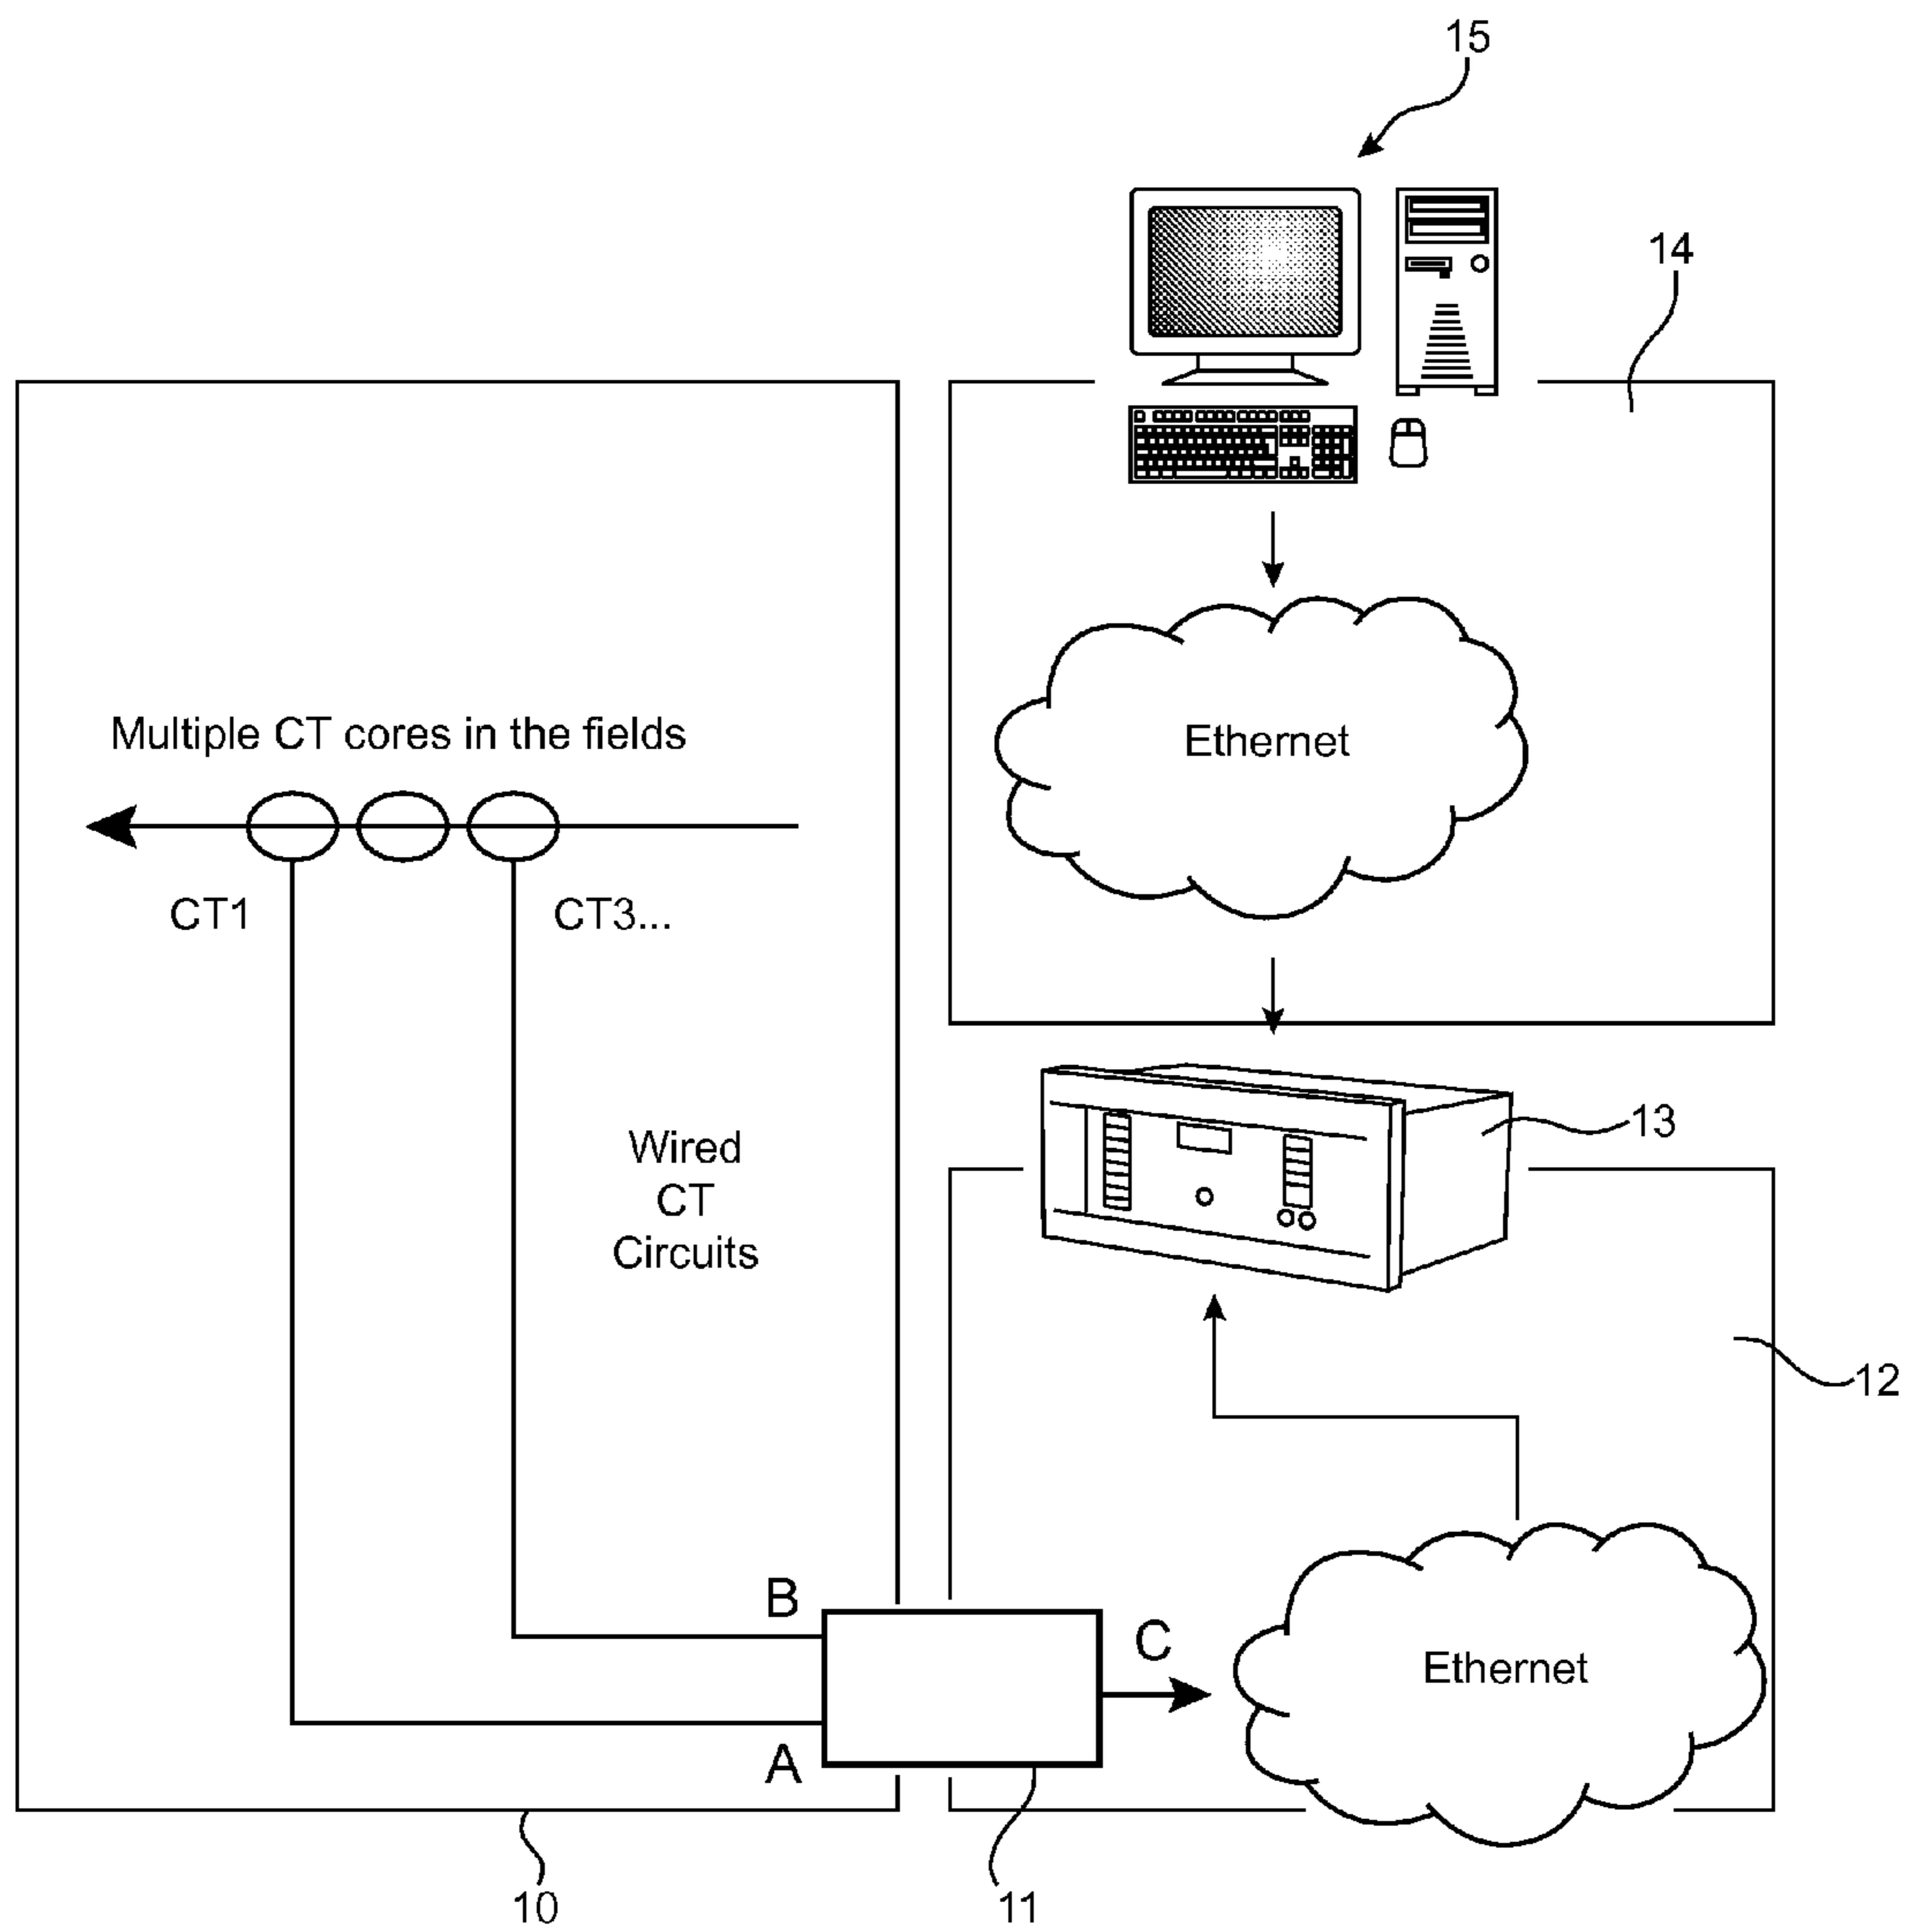 15
14
Multiple CT cores in the fields
Ethernet
CT1
CT3...
13
Wired
CT
Circuits
12
B
C
Ethernet
A
10
11